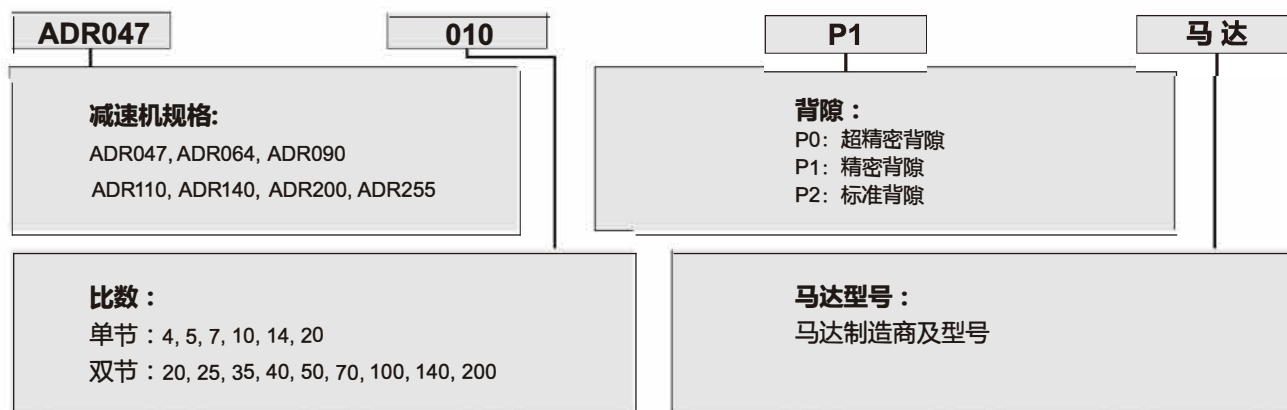 ADR047 010 P1 马达
减速机规格:
ADR047, ADR064, ADR090
ADR110, ADR140, ADR200, ADR255
背隙：
P0：超精密背隙
P1：精密背隙
P2：标准背隙
比数：
单节：4, 5, 7, 10, 14, 20
双节：20, 25, 35, 40, 50, 70, 100, 140, 200
马达型号：
马达制造商及型号